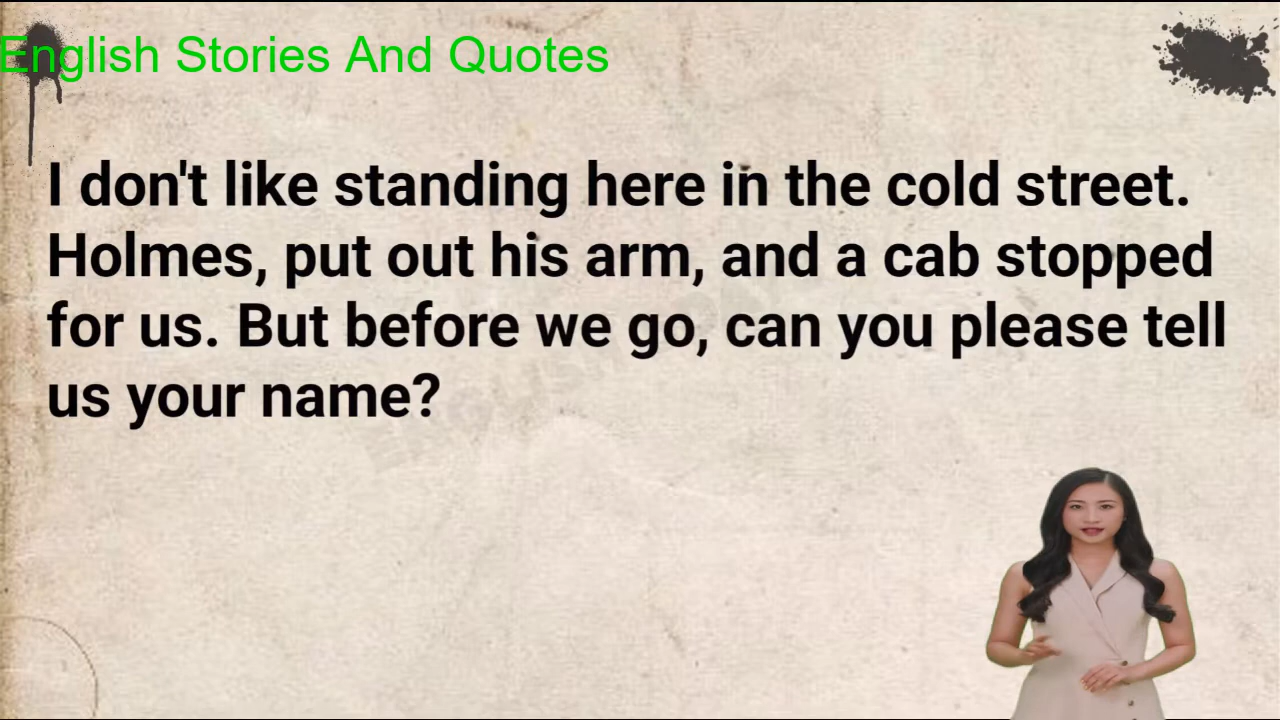 English Stories And Quotes
I don't like standing here in the cold street.
Holmes, put out his arm, and a cab stopped
for us. But before we go, can you please tell
us your name?